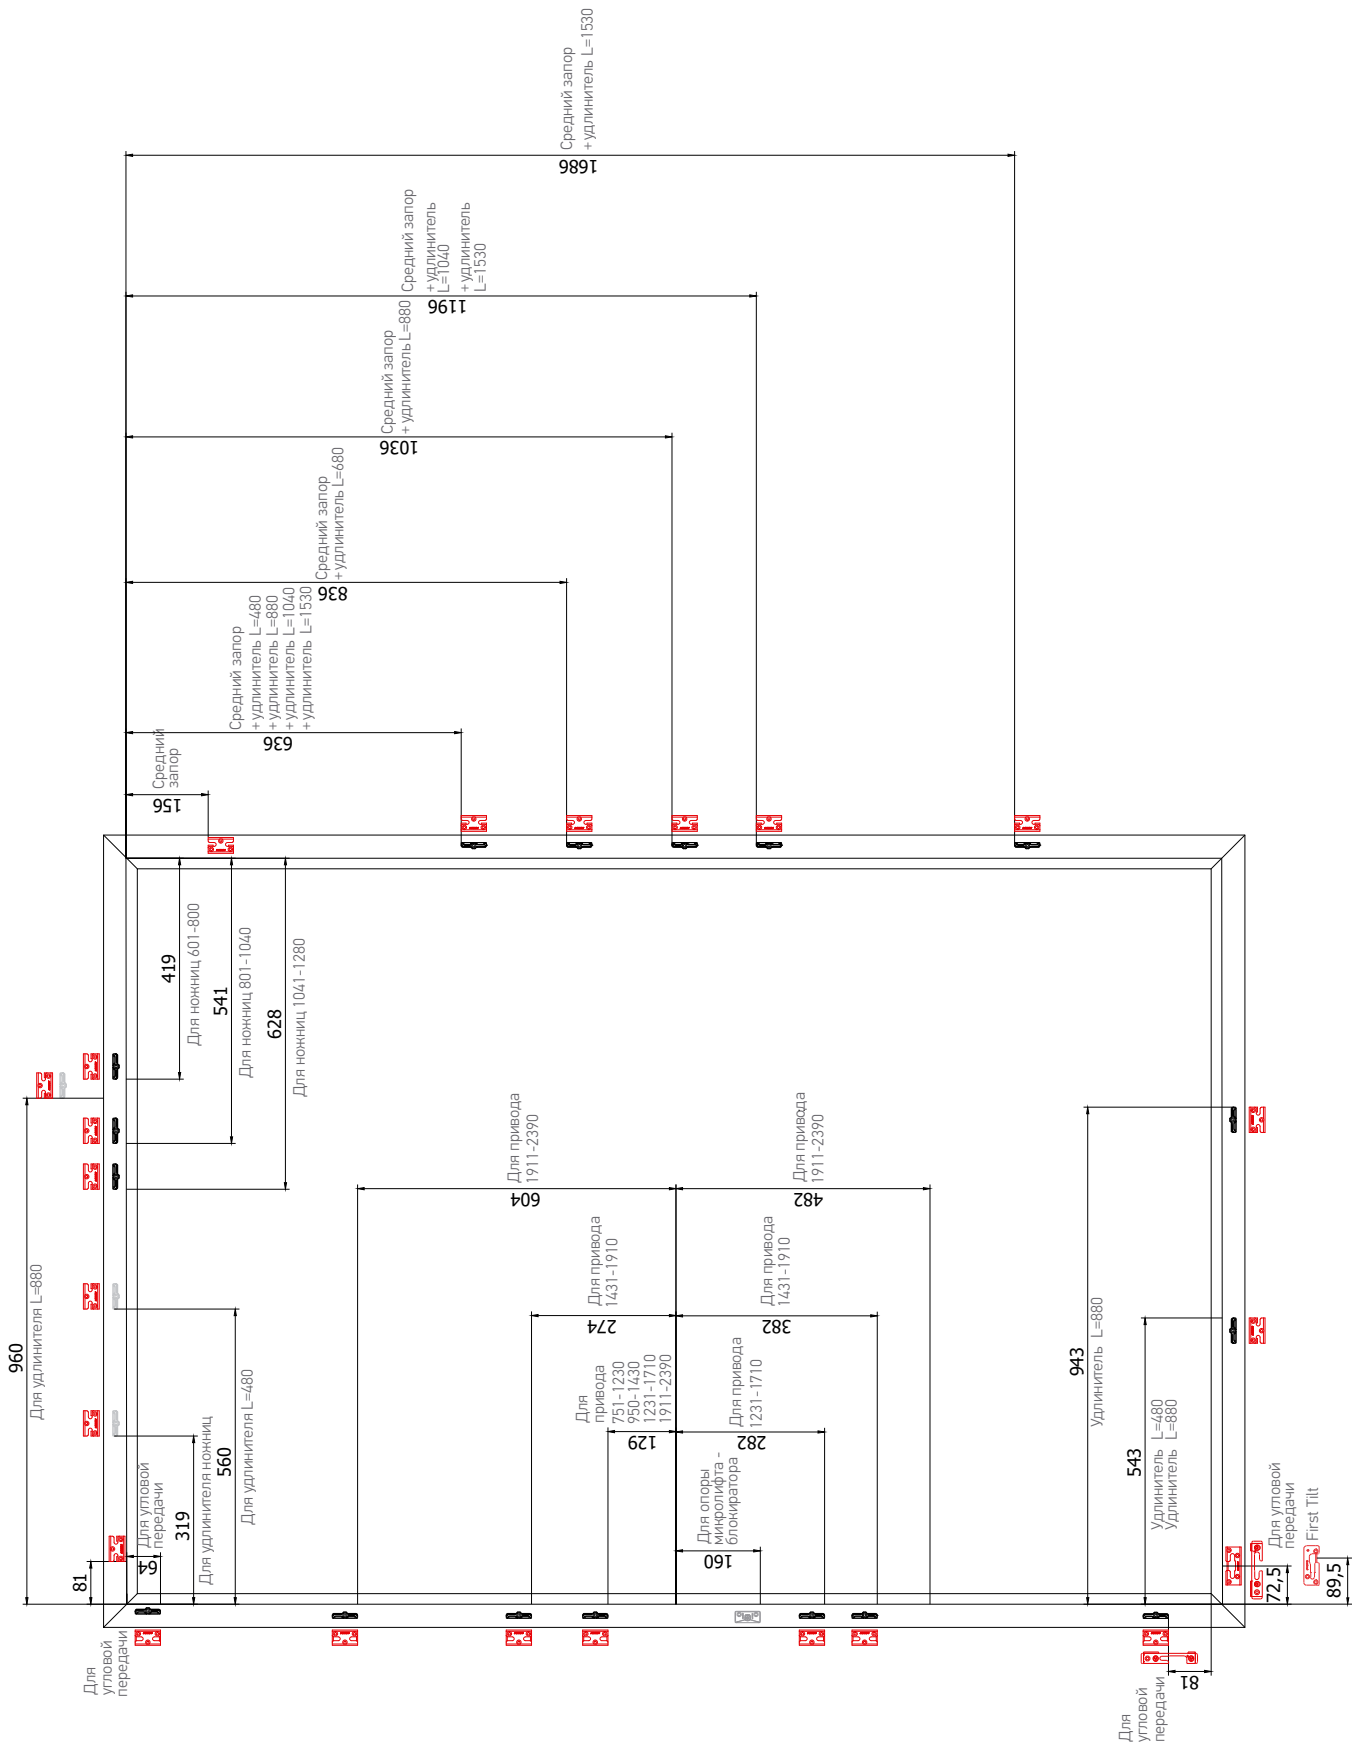 Средний запор
+удлинитель L=1530
1686
Средний запор
+удлинитель
L=1040
+удлинитель
L=1530
1196
Средний запор
+удлинитель L=880
1036
Средний запор
+удлинитель L=680
836
Средний запор
+удлинитель L=480
+удлинитель L=880
+удлинитель L=1040
+удлинитель L=1530
636
Средний
запор
156
419
Для ножниц 601-800
541
Для ножниц 801-1040
628
Для ножниц 1041-1280
960
Для удлинителя L=880
Для привода
1911-2390
604
Для привода
1911-2390
482
Для привода
1431-1910
274
Для привода
1431-1910
382
Для
привода
751-1230
950-1430
1231-1710
1911-2390
129
Для привода
1231-1710
282
Для опоры
микролифта -
блокиратора
160
560
Для удлинителя L=480
319
Для удлинителя ножниц
81
64
Для угловой
передачи
Для
угловой
передачи
943
Удлинитель L=880
543
Удлинитель L=480
Удлинитель L=880
72,5
Для угловой
передачи
First Tilt
89,5
81
Для
угловой
передачи